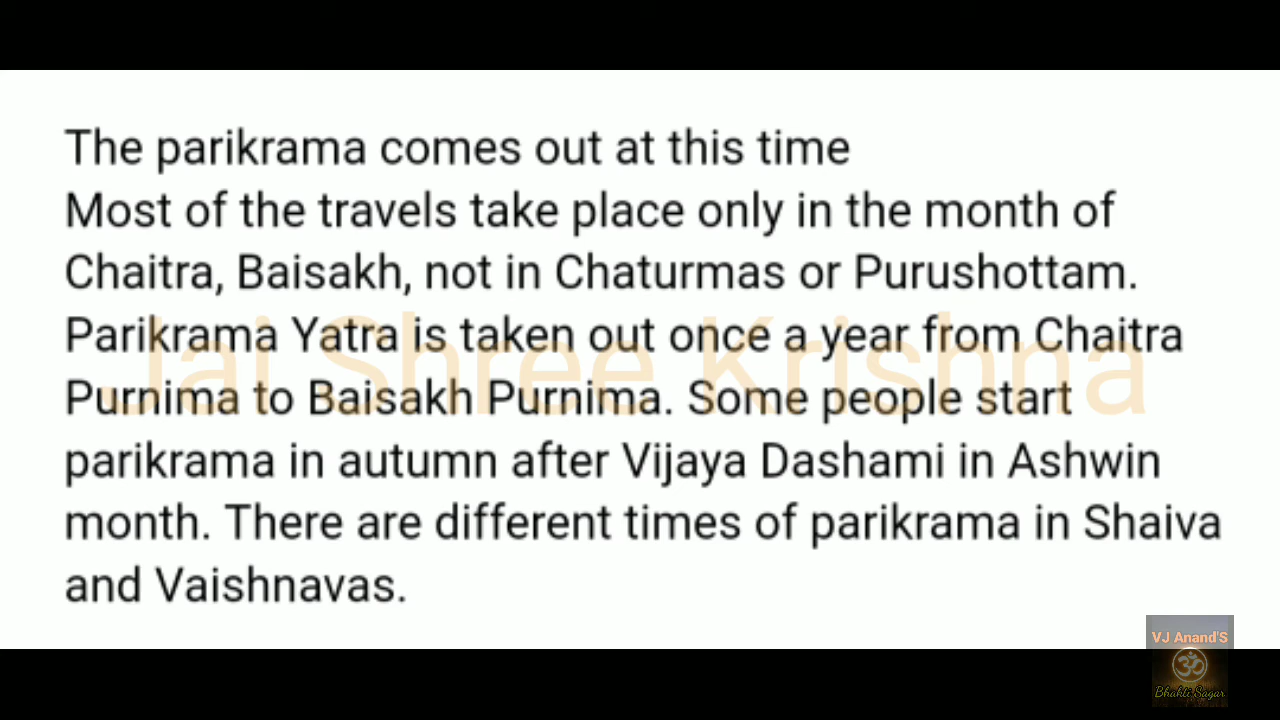 The parikrama comes out at this time
Most of the travels take place only in the month of
Chaitra, Baisakh, not in Chaturmas or Purushottam.
Parikrama Yatra is taken out once a year from Chaitra
Jai Shree Krishna
Purnima to Baisakh Purnima. Some people start
parikrama in autumn after Vijaya Dashami in Ashwin
month. There are different times of parikrama in Shaiva
and Vaishnavas.
VJ Anand'S
ॐ
Bhakti Sagar